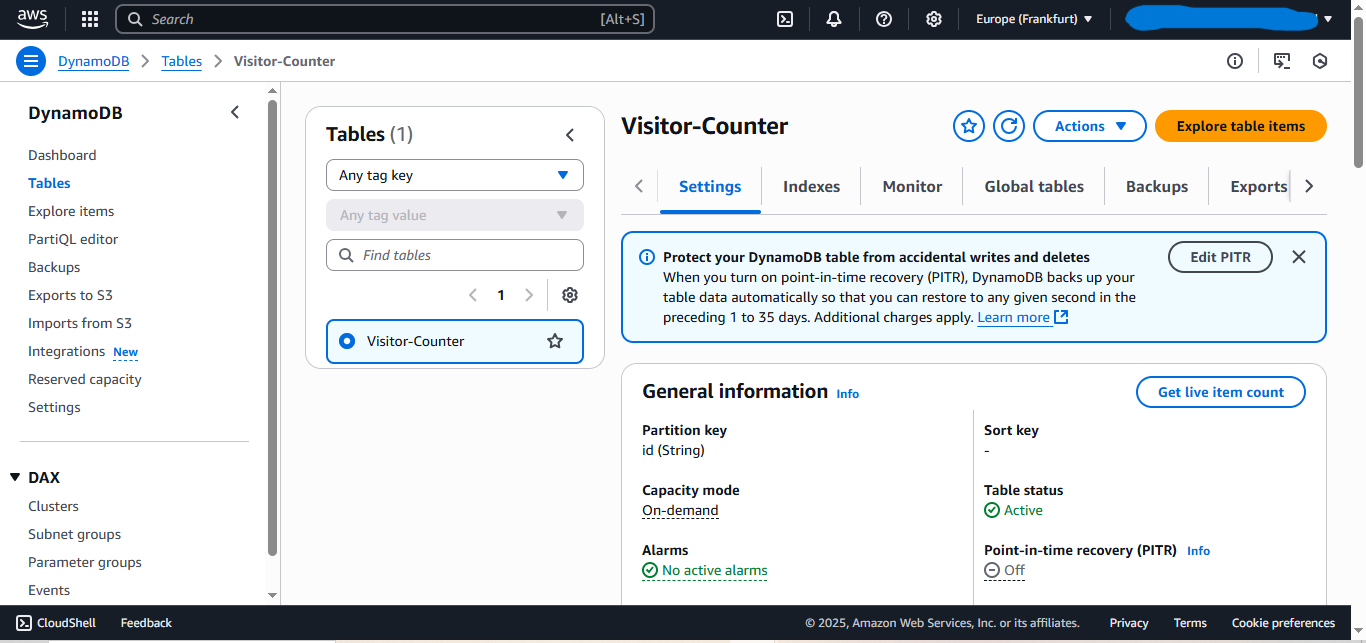 aws
Search [Alt+S]
Europe (Frankfurt)
DynamoDB > Tables > Visitor-Counter
DynamoDB
Dashboard
Tables
Explore items
PartiQL editor
Backups
Exports to S3
Imports from S3
Integrations New
Reserved capacity
Settings
DAX
Clusters
Subnet groups
Parameter groups
Events
Tables (1)
Any tag key
Any tag value
Find tables
1
Visitor-Counter
Visitor-Counter
Actions
Explore table items
Settings
Indexes
Monitor
Global tables
Backups
Exports
Protect your DynamoDB table from accidental writes and deletes
When you turn on point-in-time recovery (PITR), DynamoDB backs up your
table data automatically so that you can restore to any given second in the
preceding 1 to 35 days. Additional charges apply. Learn more
Edit PITR
General information Info
Get live item count
Partition key
id (String)
Sort key
-
Capacity mode
On-demand
Table status
Active
Alarms
No active alarms
Point-in-time recovery (PITR) Info
Off
CloudShell
Feedback
© 2025, Amazon Web Services, Inc. or its affiliates.
Privacy
Terms
Cookie preferences